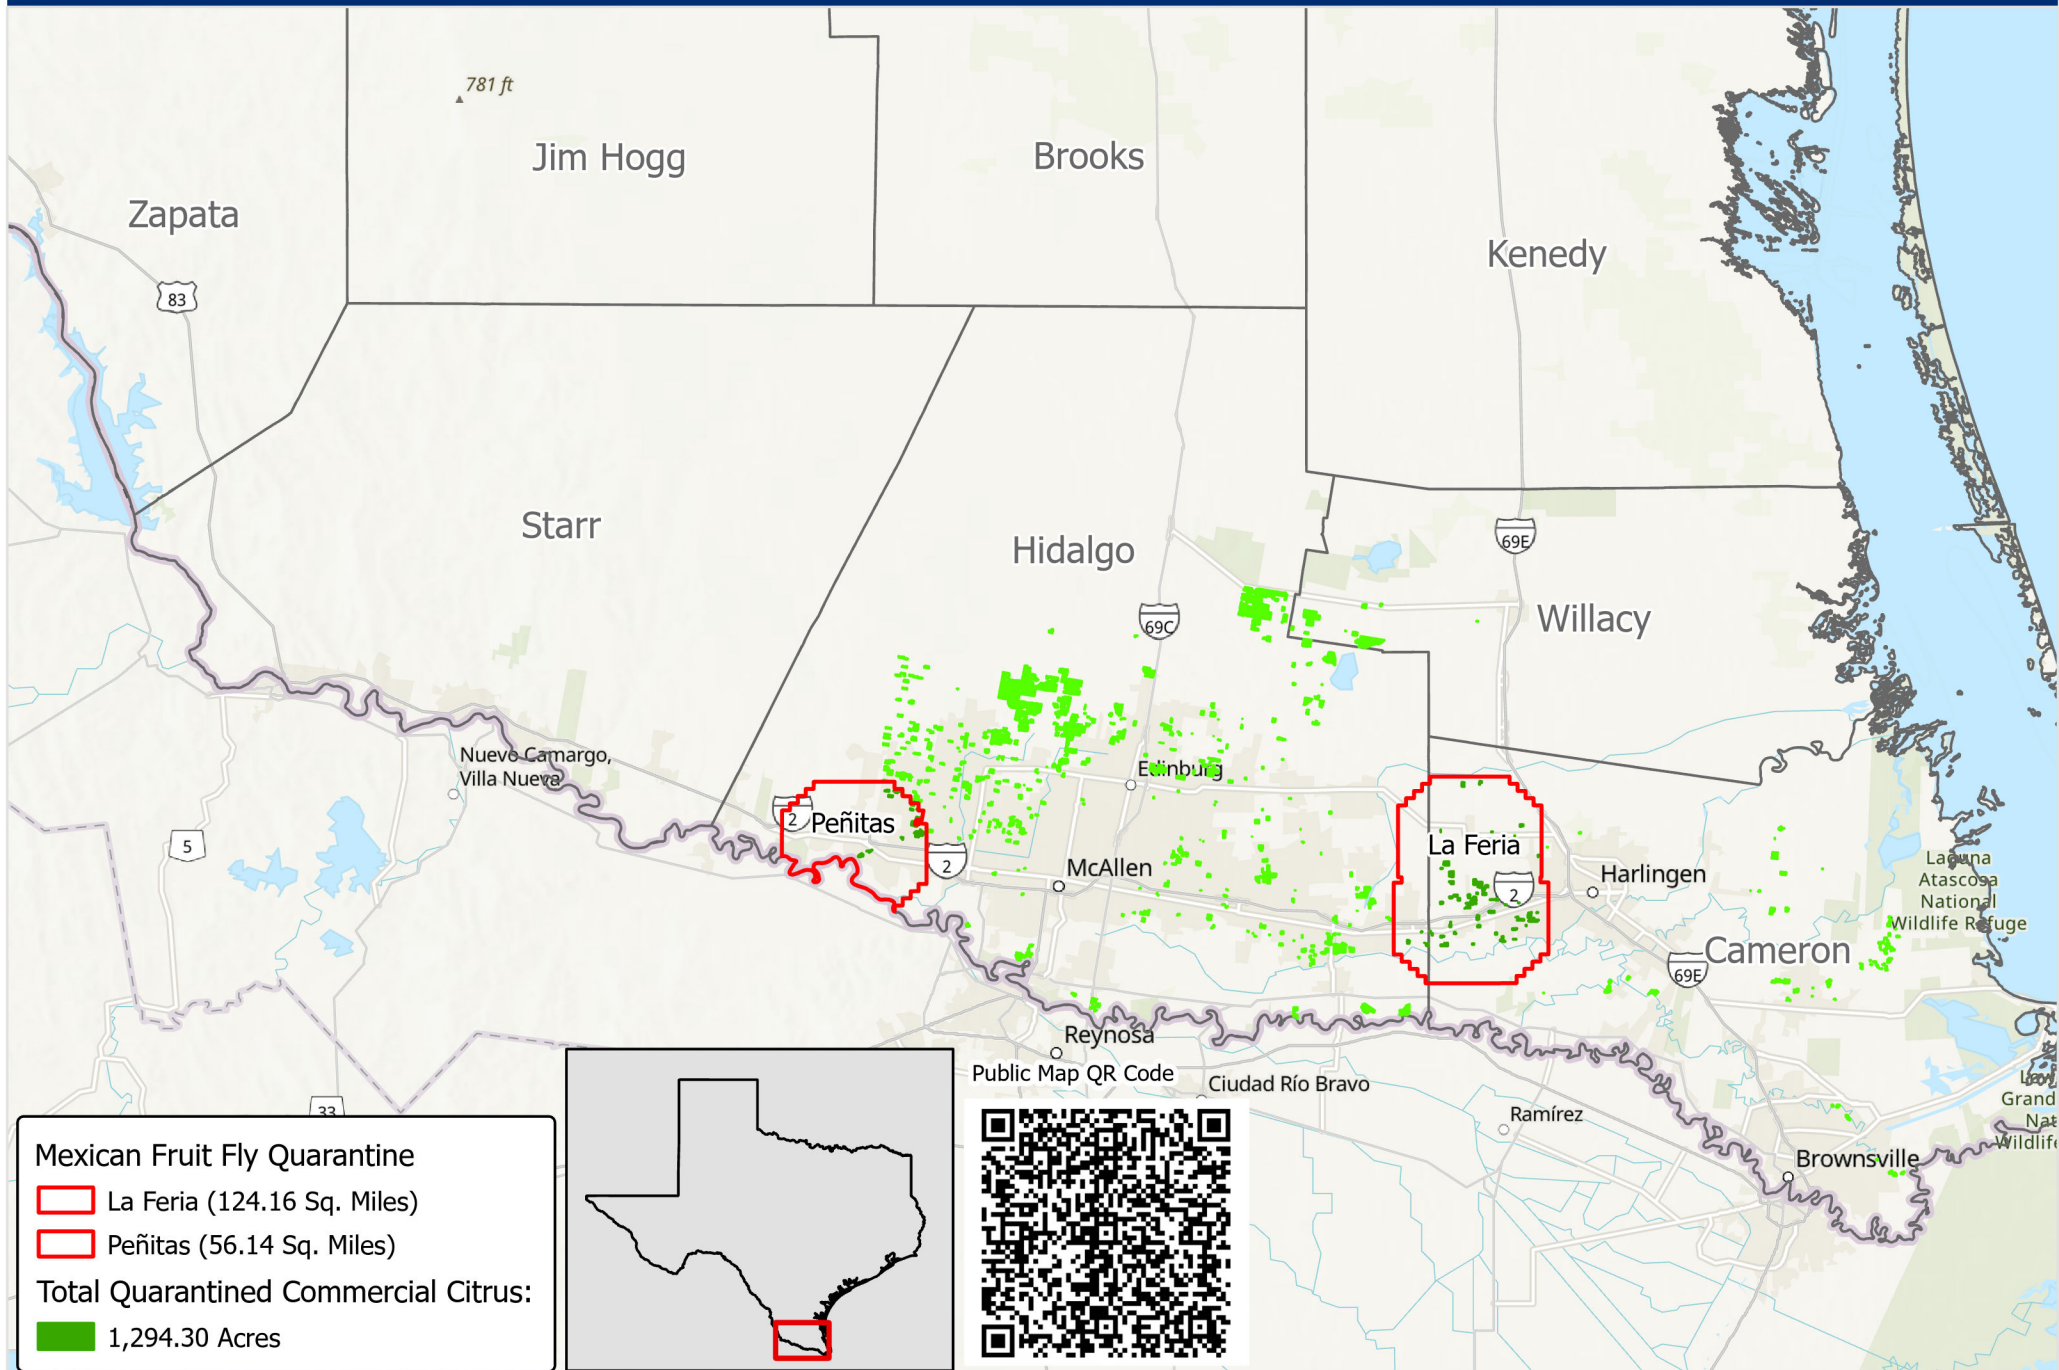 781 ft
Jim Hogg
Brooks
Zapata
Kenedy
83
Starr
Hidalgo
69E
Willacy
69C
Nuevo Camargo,
Villa Nueva
Edinburg
2
Peñitas
5
La Feria
2
McAllen
Harlingen
2
Laguna
Atascosa
National
Wildlife Refuge
Cameron
69E
Reynosa
Public Map QR Code
Ciudad Río Bravo
Ramírez
33
Grand
Nat
Wildlife
Brownsville
Mexican Fruit Fly Quarantine
La Feria (124.16 Sq. Miles)
Peñitas (56.14 Sq. Miles)
Total Quarantined Commercial Citrus:
1,294.30 Acres